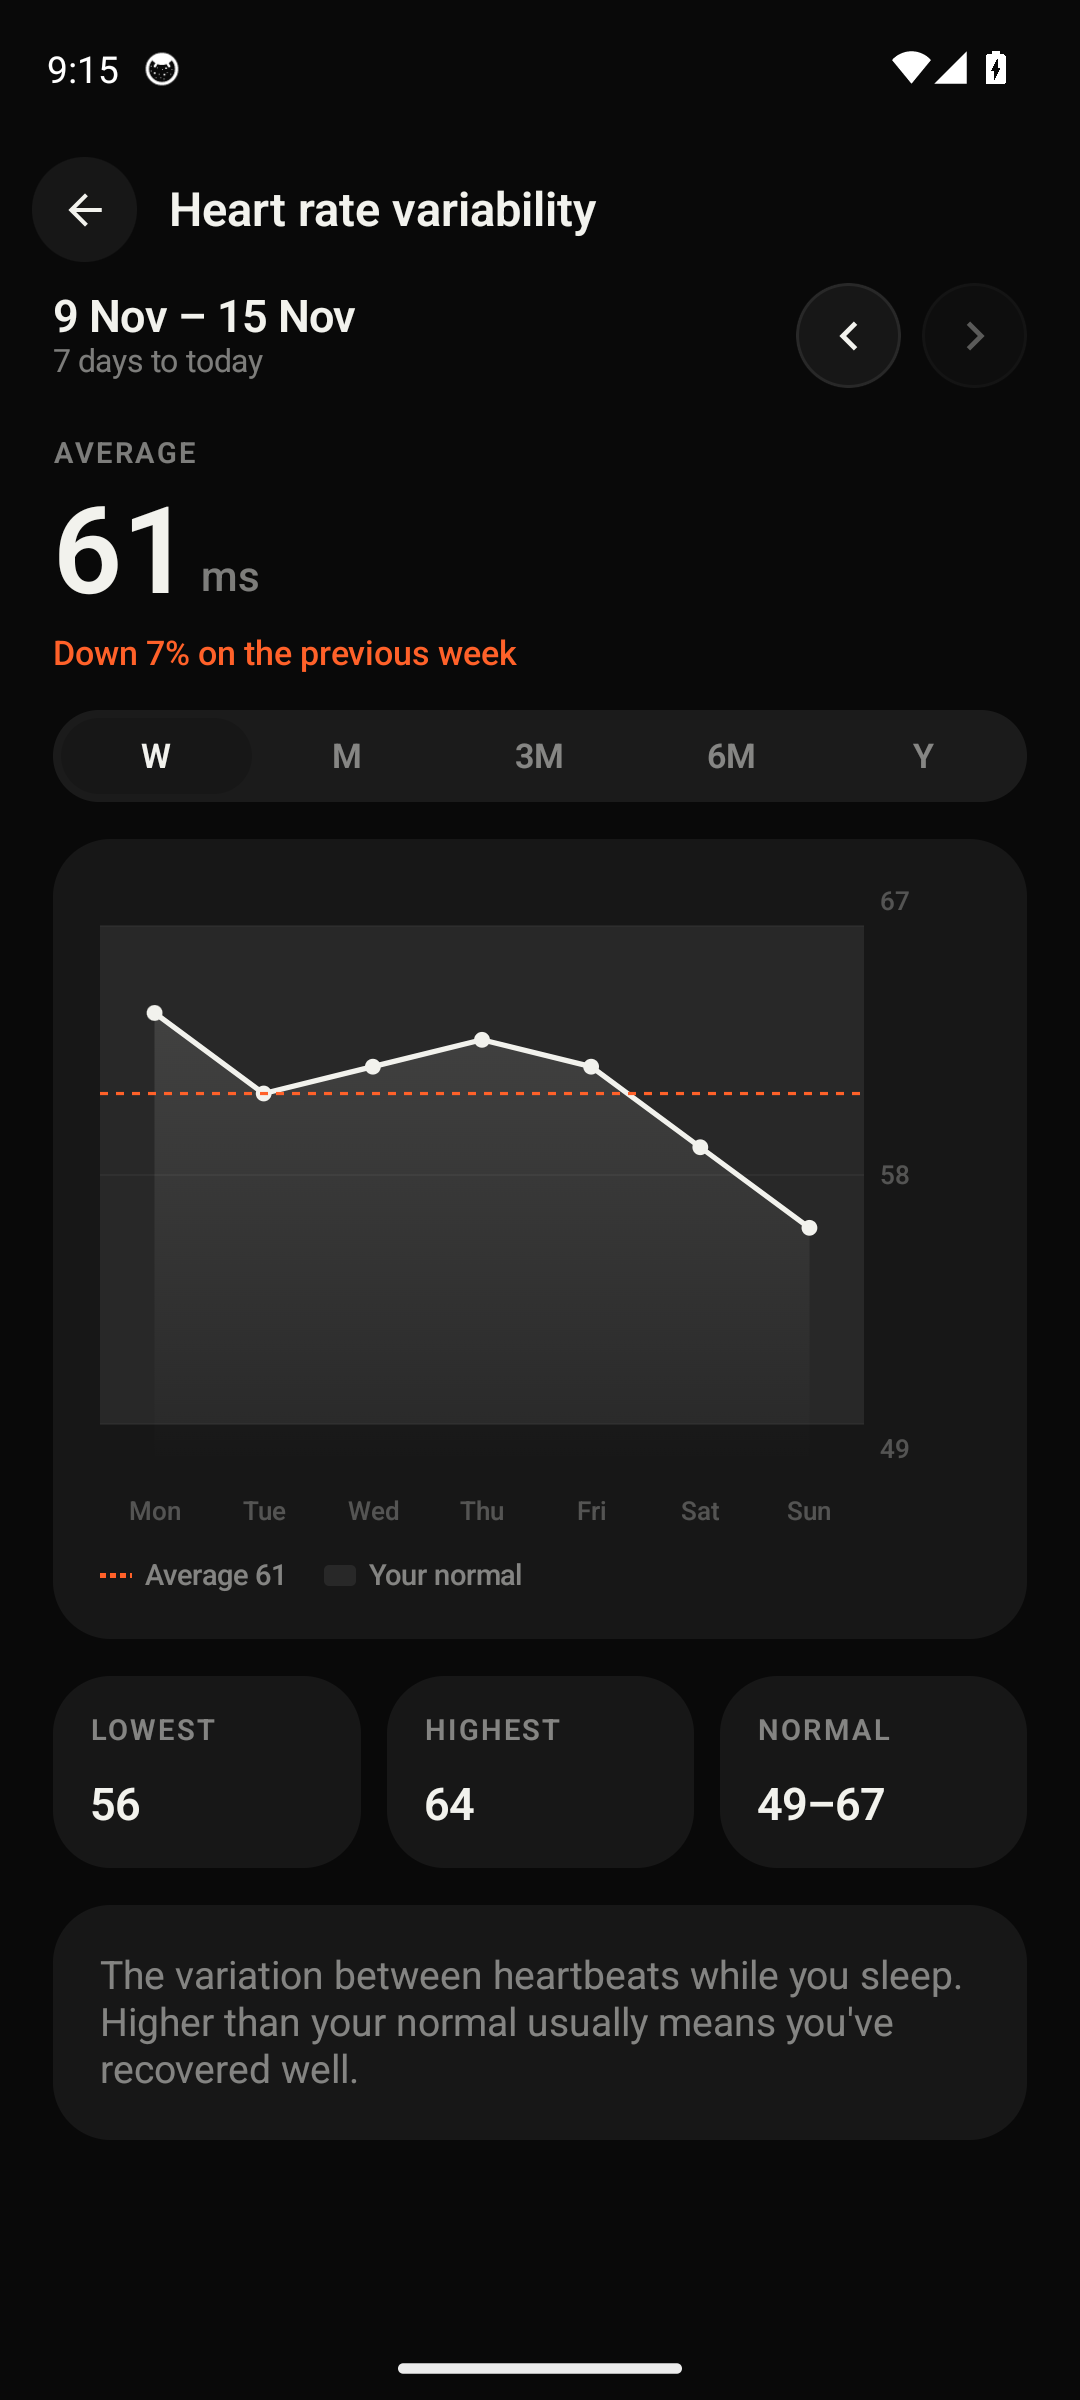 9:15
Heart rate variability
9 Nov – 15 Nov
7 days to today
AVERAGE
61 ms
Down 7% on the previous week
W M 3M 6M Y
67
58
49
Mon Tue Wed Thu Fri Sat Sun
Average 61 Your normal
LOWEST HIGHEST NORMAL
56 64 49–67
The variation between heartbeats while you sleep.
Higher than your normal usually means you've
recovered well.